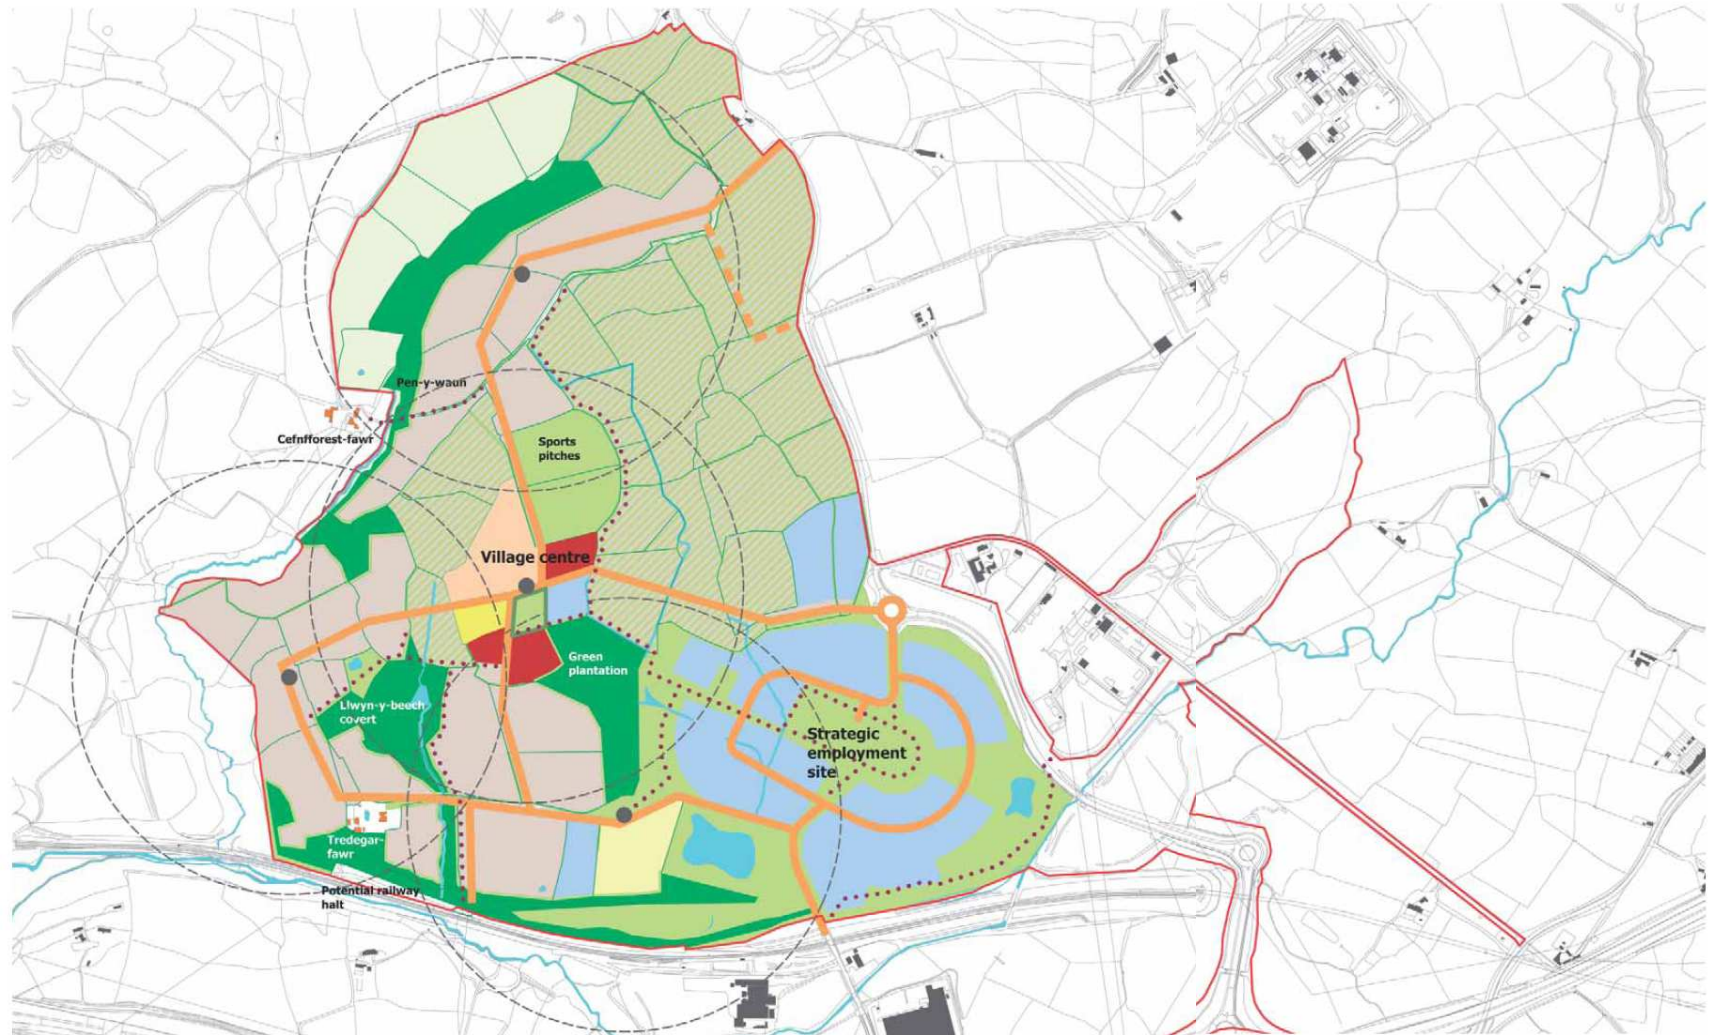 Pen-y-waun
Cefnfforest-fawr
Sports
pitches
Village centre
Green
plantation
Llwyn-y-beech
covert
Strategic
employment
site
Tredegar-
fawr
Potential railway
halt